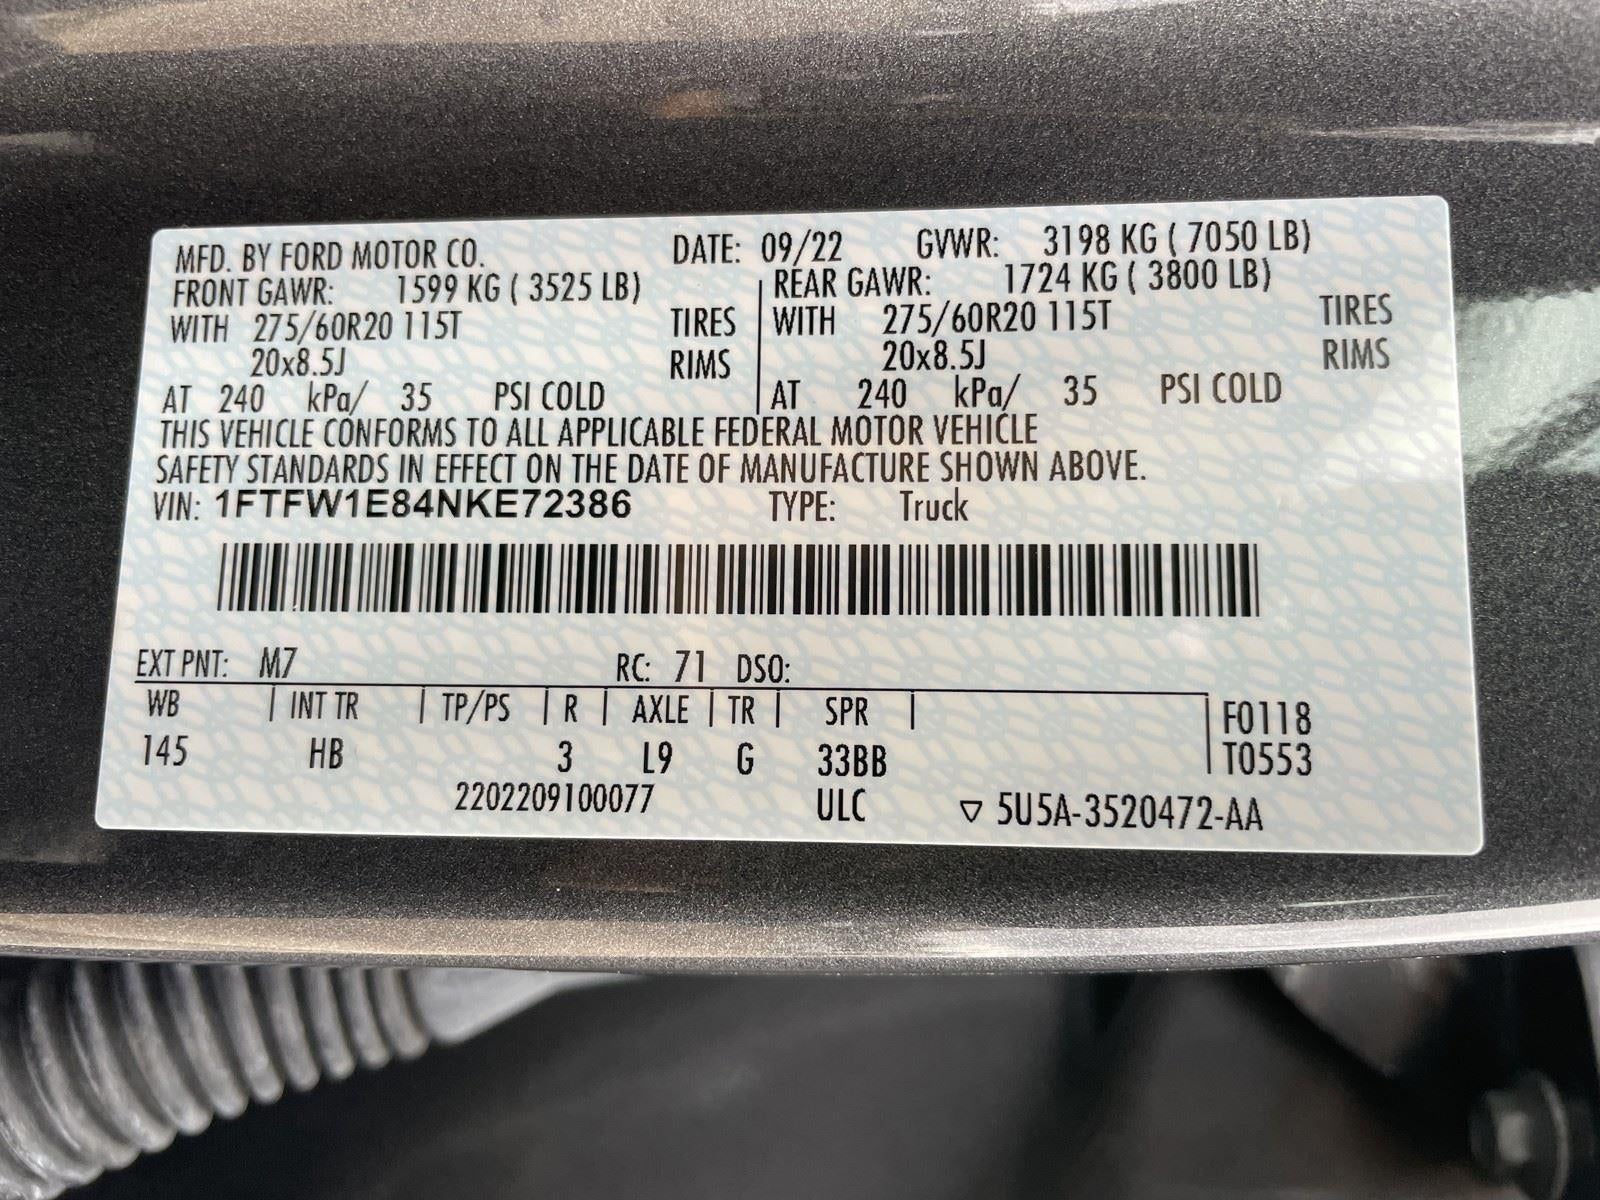 MFD. BY FORD MOTOR CO. DATE: 09/22 GVWR: 3198 KG ( 7050 LB)
FRONT GAWR: 1599 KG ( 3525 LB) REAR GAWR: 1724 KG ( 3800 LB)
WITH 275/60R20 115T TIRES WITH 275/60R20 115T TIRES
20x8.5J RIMS 20x8.5J RIMS
AT 240 kPa/ 35 PSI COLD AT 240 kPa/ 35 PSI COLD
THIS VEHICLE CONFORMS TO ALL APPLICABLE FEDERAL MOTOR VEHICLE
SAFETY STANDARDS IN EFFECT ON THE DATE OF MANUFACTURE SHOWN ABOVE.
VIN: 1FTFW1E84NKE72386 TYPE: Truck
EXT PNT: M7 RC: 71 DSO:
WB | INT TR | TP/PS | R | AXLE | TR | SPR | F0118
145 HB 3 L9 G 33BB T0553
2202209100077 ULC ▽ 5U5A-3520472-AA